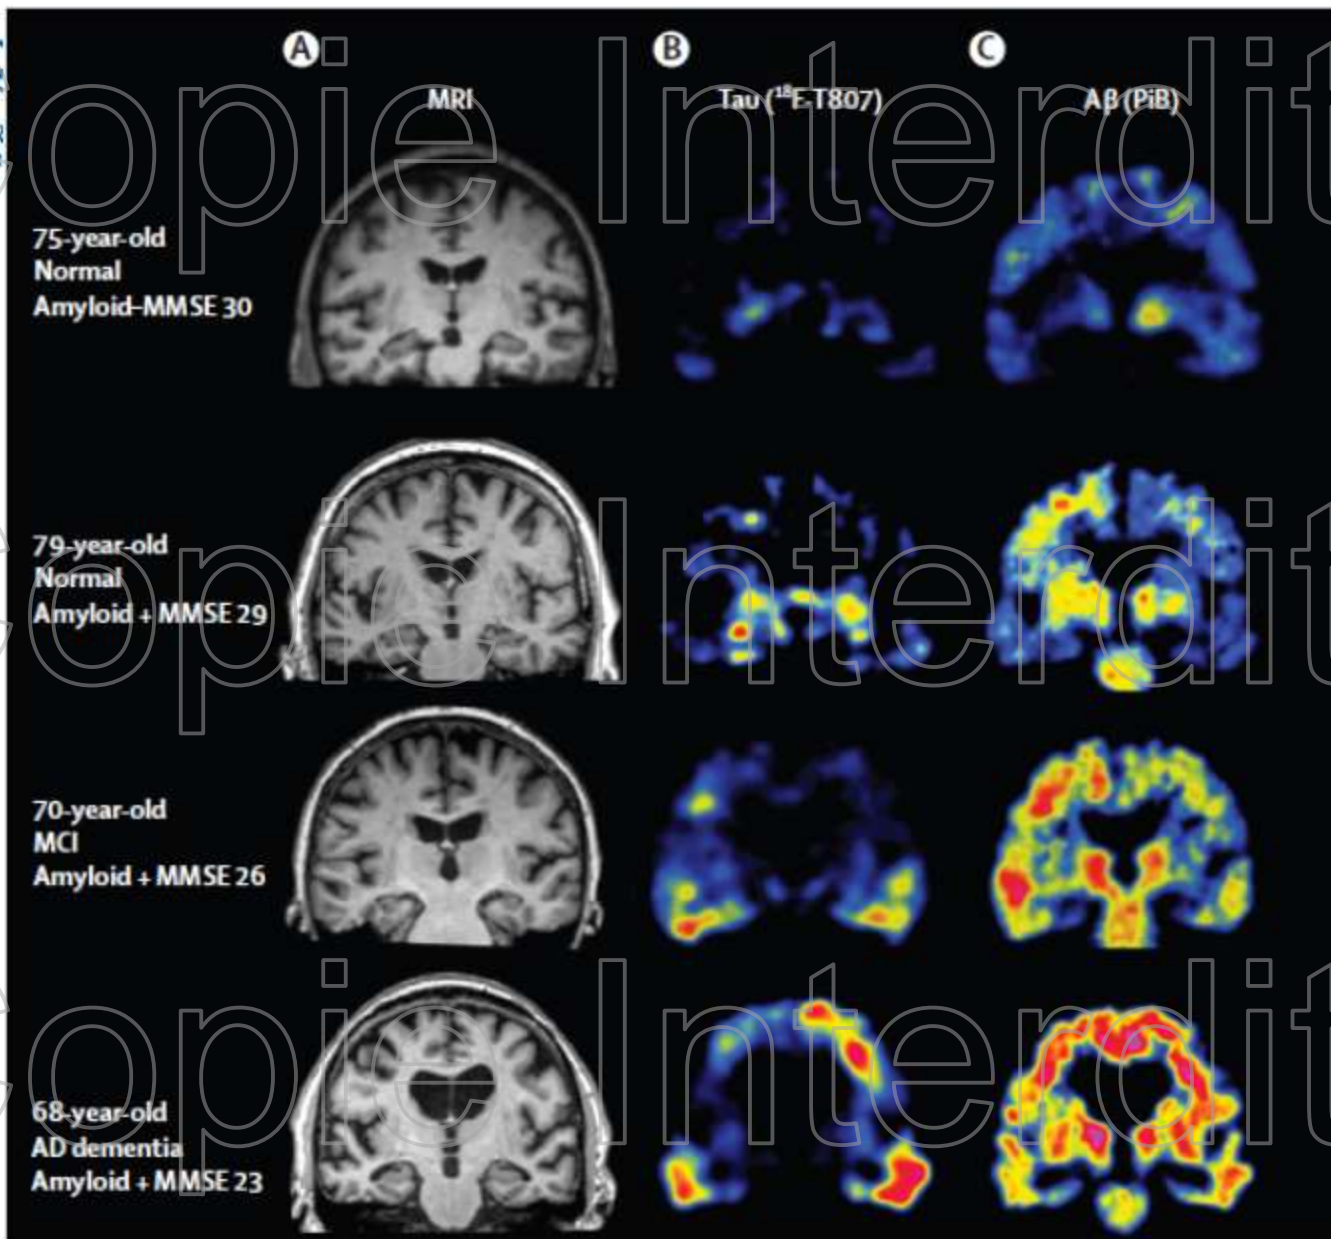 A
B
C
MRI
Tau (¹⁸F-T807)
Aβ (PiB)
75-year-old
Normal
Amyloid–MMSE 30
79-year-old
Normal
Amyloid + MMSE 29
70-year-old
MCI
Amyloid + MMSE 26
68-year-old
AD dementia
Amyloid + MMSE 23
Copie Interdit
Copie Interdit
Copie Interdit